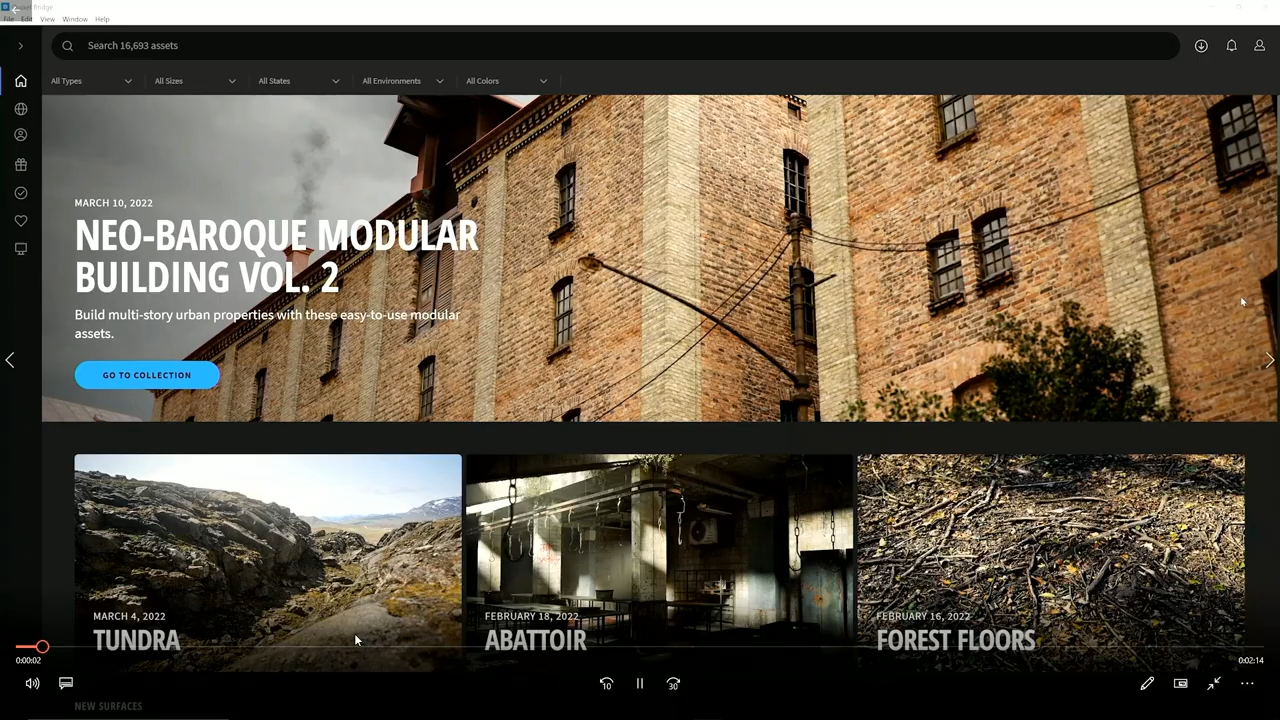 File Edit View Window Help
Search 16,693 assets
All Types All Sizes All States All Environments All Colors
MARCH 10, 2022
NEO-BAROQUE MODULAR
BUILDING VOL. 2
Build multi-story urban properties with these easy-to-use modular
assets.
GO TO COLLECTION
MARCH 4, 2022
TUNDRA
FEBRUARY 18, 2022
ABATTOIR
FEBRUARY 16, 2022
FOREST FLOORS
0:00:02
0:02:14
10
30
NEW SURFACES